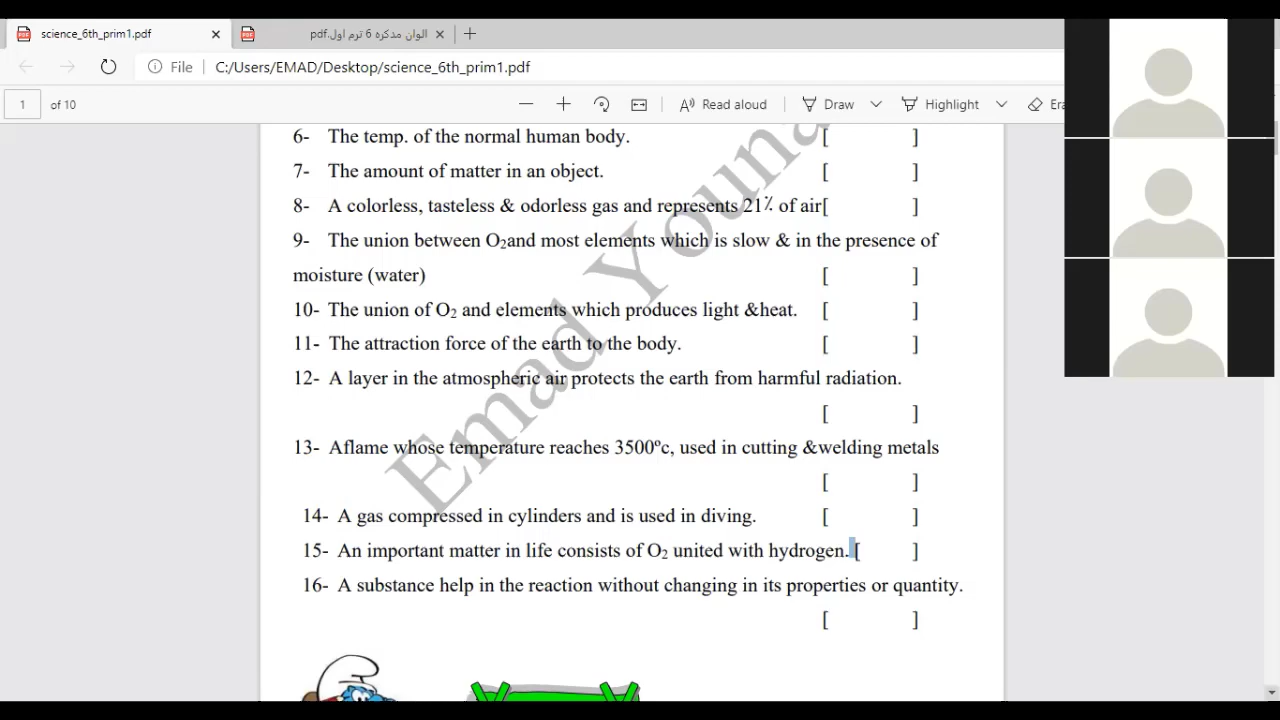 science_6th_prim1.pdf
الوان مدكره 6 ترم اول.pdf
File C:/Users/EMAD/Desktop/science_6th_prim1.pdf
1 of 10 Read aloud Draw Highlight Era
6- The temp. of the normal human body. [ ]
7- The amount of matter in an object. [ ]
8- A colorless, tasteless & odorless gas and represents 21٪ of air[ ]
9- The union between O₂and most elements which is slow & in the presence of
moisture (water) [ ]
10- The union of O₂ and elements which produces light &heat. [ ]
11- The attraction force of the earth to the body. [ ]
12- A layer in the atmospheric air protects the earth from harmful radiation.
[ ]
13- Aflame whose temperature reaches 3500ºc, used in cutting &welding metals
[ ]
14- A gas compressed in cylinders and is used in diving. [ ]
15- An important matter in life consists of O₂ united with hydrogen. [ ]
16- A substance help in the reaction without changing in its properties or quantity.
[ ]
Emad Youna